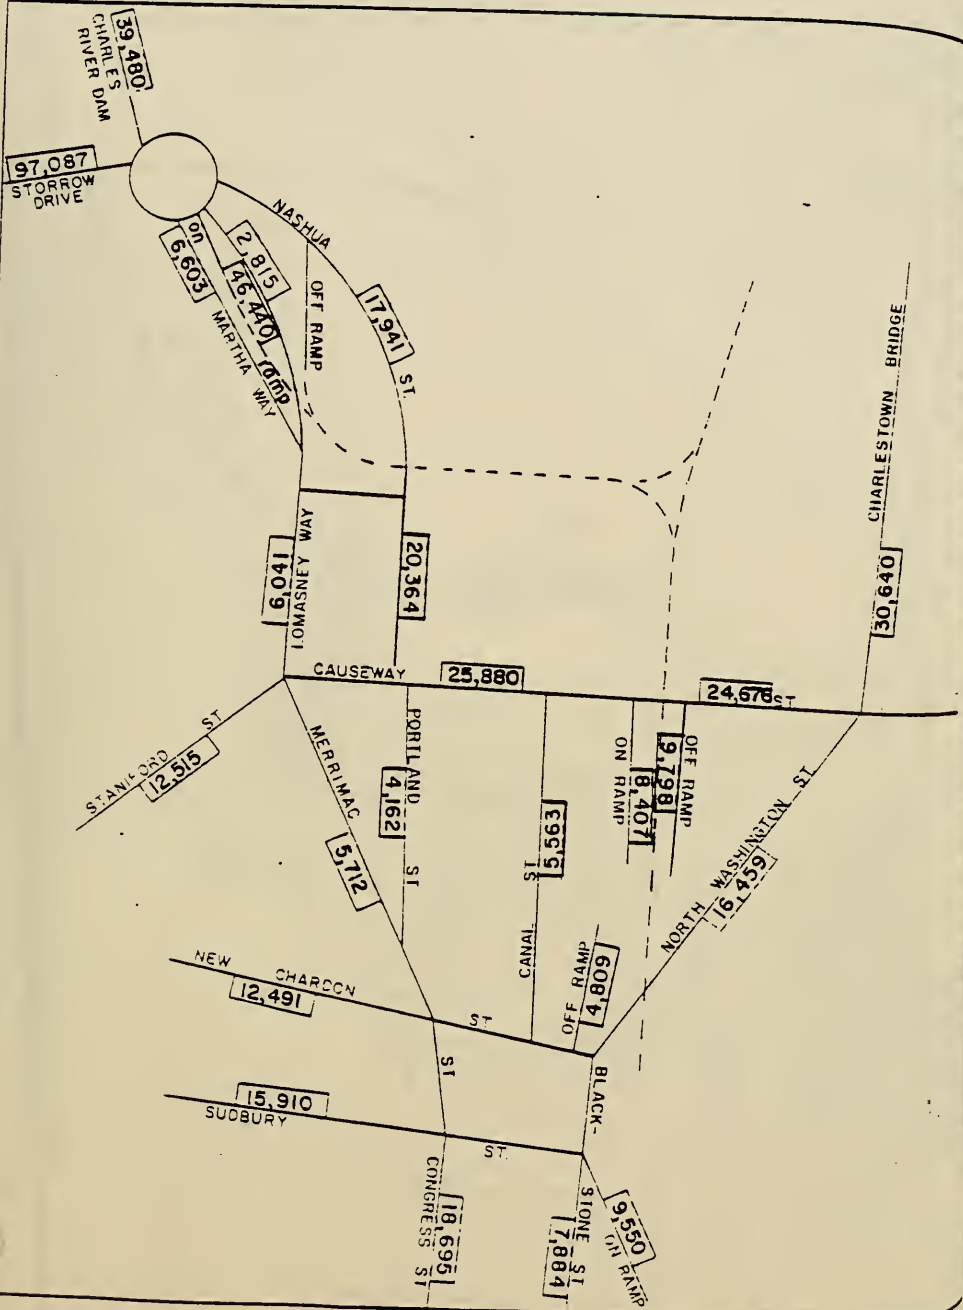 39,480
CHARLES
RIVER DAM
97,087
STORROW
DRIVE
NASHUA
ST.
17,941
2,815
on
46,440
ramp
6,603
MARTHA WAY
OFF RAMP
CHARLESTOWN BRIDGE
30,640
LOMASNEY WAY
6,041
20,364
CAUSEWAY
25,880
24,678
ST
STANIFORD ST
12,515
MERRIMAC
5,712
ST
PORTLAND
4,162
ST
CANAL
ST
5,563
ON RAMP
8,407
OFF RAMP
9,798
NORTH WASHINGTON ST.
16,459
OFF RAMP
4,809
NEW CHARDON
ST
12,491
15,910
SUDBURY
ST.
BLACK-
STONE ST
7,884
9,550
ON RAMP
CONGRESS ST
18,695